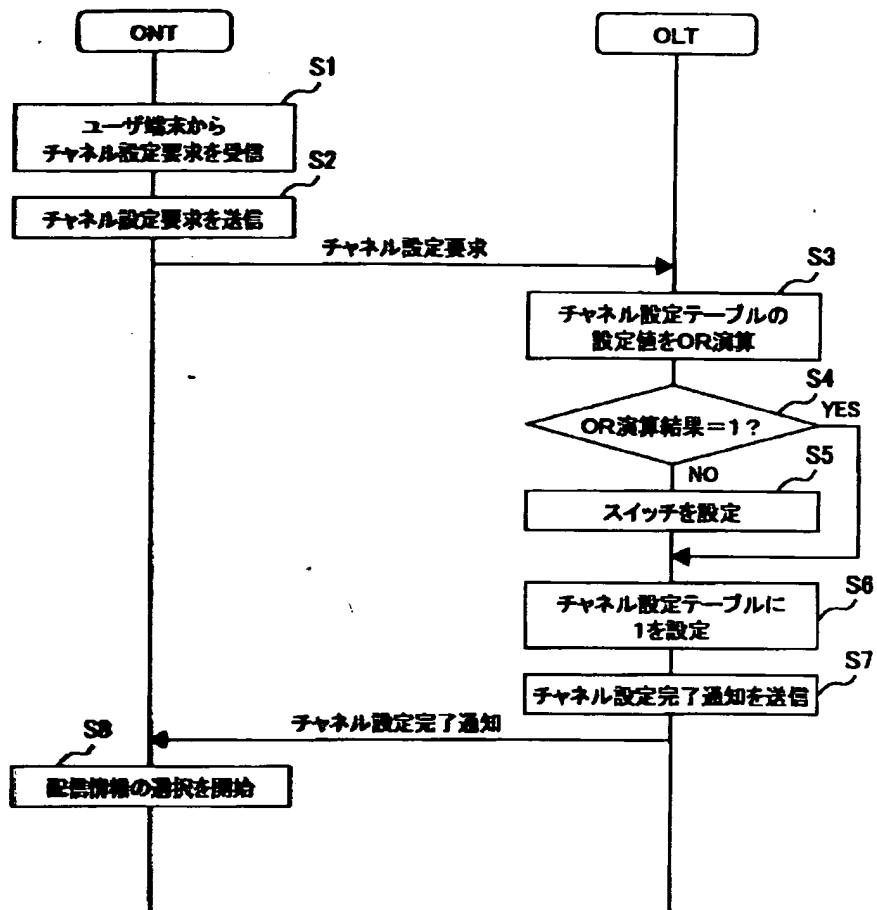 ONT
OLT
S1
ユーザ端末から
チャネル設定要求を受信
S2
チャネル設定要求を送信
チャネル設定要求
S3
チャネル設定テーブルの
設定値をOR演算
S4
OR演算結果=1?
YES
NO
S5
スイッチを設定
S6
チャネル設定テーブルに
1を設定
S7
チャネル設定完了通知を送信
チャネル設定完了通知
S8
配信情報の選択を開始